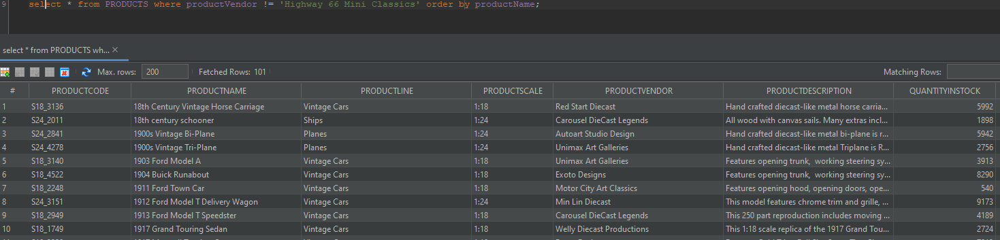 9 select * from PRODUCTS where productVendor != 'Highway 66 Mini Classics' order by productName;
select * from PRODUCTS wh... ×
Max. rows: 200 Fetched Rows: 101 Matching Rows:
# PRODUCTCODE PRODUCTNAME PRODUCTLINE PRODUCTSCALE PRODUCTVENDOR PRODUCTDESCRIPTION QUANTITYINSTOCK
1 S18_3136 18th Century Vintage Horse Carriage Vintage Cars 1:18 Red Start Diecast Hand crafted diecast-like metal horse carria... 5992
2 S24_2011 18th century schooner Ships 1:24 Carousel DieCast Legends All wood with canvas sails. Many extras incl... 1898
3 S24_2841 1900s Vintage Bi-Plane Planes 1:24 Autoart Studio Design Hand crafted diecast-like metal bi-plane is r... 5942
4 S24_4278 1900s Vintage Tri-Plane Planes 1:24 Unimax Art Galleries Hand crafted diecast-like metal Triplane is R... 2756
5 S18_3140 1903 Ford Model A Vintage Cars 1:18 Unimax Art Galleries Features opening trunk, working steering sy... 3913
6 S18_4522 1904 Buick Runabout Vintage Cars 1:18 Exoto Designs Features opening trunk, working steering sy... 8290
7 S18_2248 1911 Ford Town Car Vintage Cars 1:18 Motor City Art Classics Features opening hood, opening doors, ope... 540
8 S24_3151 1912 Ford Model T Delivery Wagon Vintage Cars 1:24 Min Lin Diecast This model features chrome trim and grille, ... 9173
9 S18_2949 1913 Ford Model T Speedster Vintage Cars 1:18 Carousel DieCast Legends This 250 part reproduction includes moving ... 4189
10 S18_1749 1917 Grand Touring Sedan Vintage Cars 1:18 Welly Diecast Productions This 1:18 scale replica of the 1917 Grand Tou... 2724